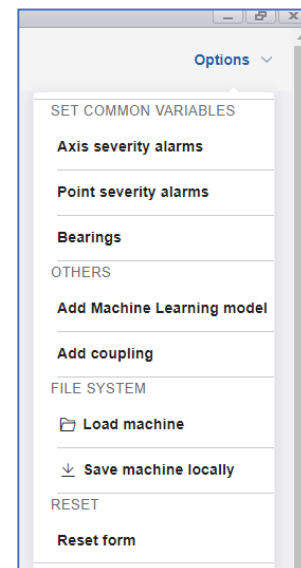 Options
SET COMMON VARIABLES
Axis severity alarms
Point severity alarms
Bearings
OTHERS
Add Machine Learning model
Add coupling
FILE SYSTEM
Load machine
Save machine locally
RESET
Reset form